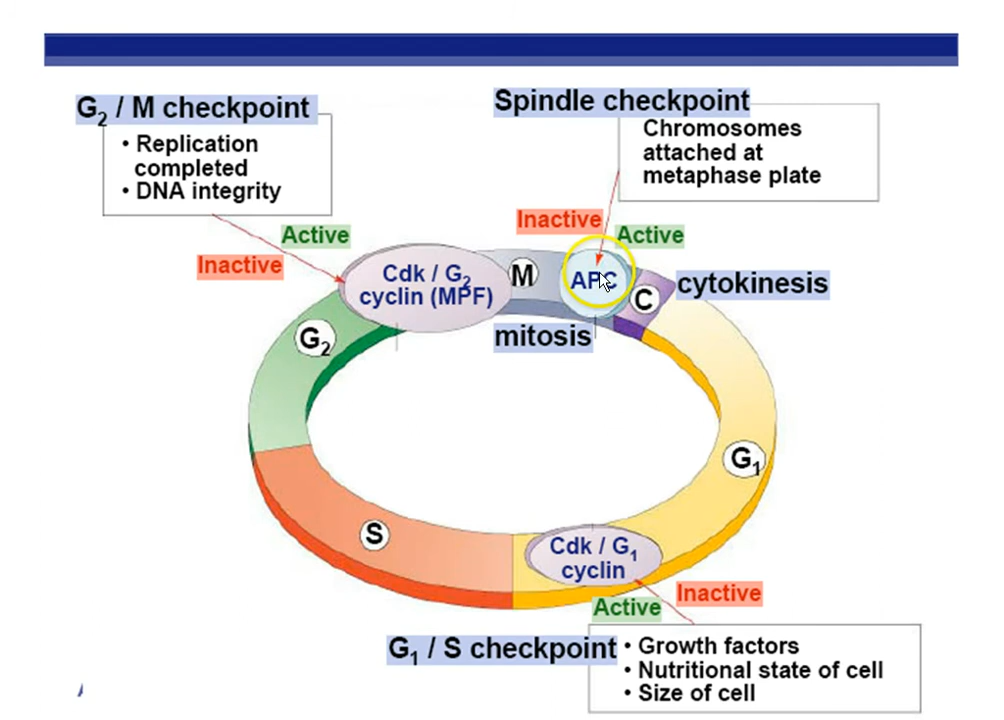 G2 / M checkpoint
• Replication
completed
• DNA integrity
Spindle checkpoint
Chromosomes
attached at
metaphase plate
Inactive
Active
Active
Inactive
Cdk / G2
cyclin (MPF)
M
APC
C
cytokinesis
mitosis
G2
G1
S
Cdk / G1
cyclin
Inactive
Active
G1 / S checkpoint
• Growth factors
• Nutritional state of cell
• Size of cell